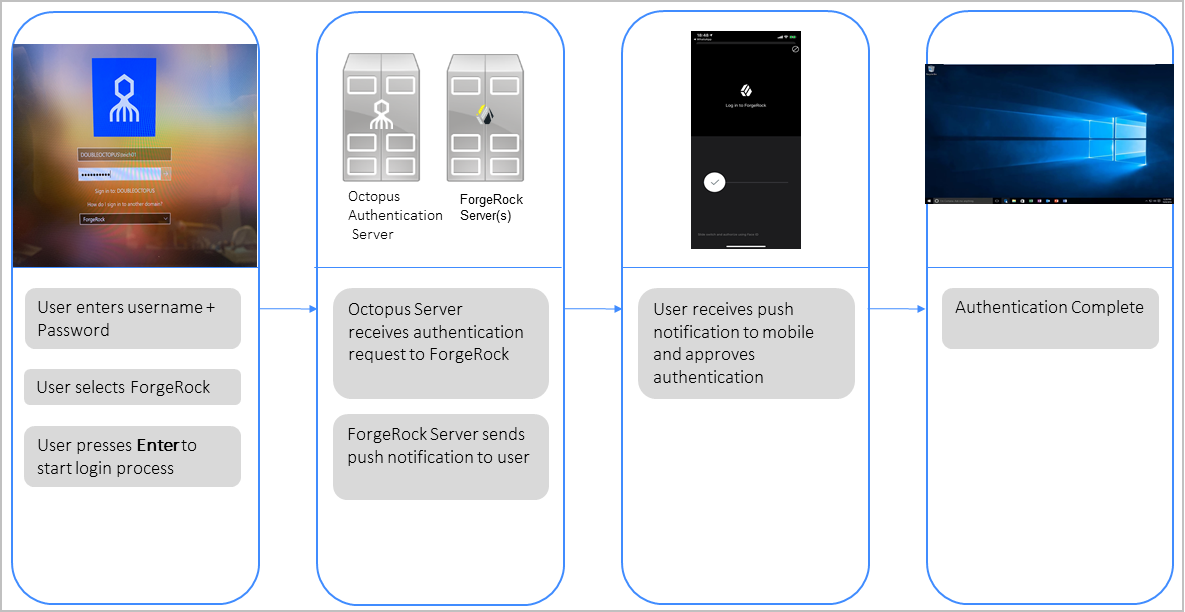 DOUBLEOCTOPUS\
Sign in to: DOUBLEOCTOPUS
How do I sign in to another domain?
ForgeRock
User enters username +
Password
User selects ForgeRock
User presses Enter to
start login process
Octopus
Authentication
Server
ForgeRock
Server(s)
Octopus Server
receives authentication
request to ForgeRock
ForgeRock Server sends
push notification to user
18:48
WhatsApp
Log in to ForgeRock
User receives push
notification to mobile
and approves
authentication
Authentication Complete